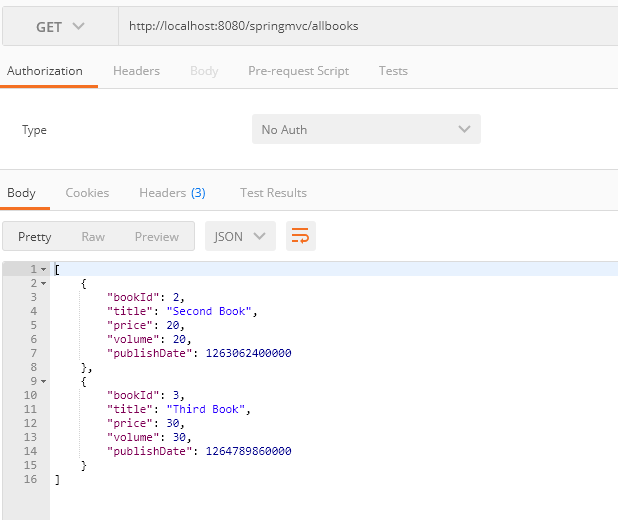 GET http://localhost:8080/springmvc/allbooks
Authorization Headers Body Pre-request Script Tests
Type No Auth
Body Cookies Headers (3) Test Results
Pretty Raw Preview JSON
1 [
2 {
3 "bookId": 2,
4 "title": "Second Book",
5 "price": 20,
6 "volume": 20,
7 "publishDate": 1263062400000
8 },
9 {
10 "bookId": 3,
11 "title": "Third Book",
12 "price": 30,
13 "volume": 30,
14 "publishDate": 1264789860000
15 }
16 ]